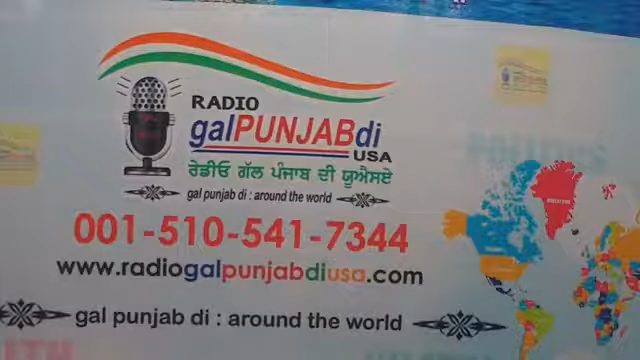 RADIO
galPUNJABdi
USA
ਰੇਡੀਓ ਗੱਲ ਪੰਜਾਬ ਦੀ ਯੂਐਸਏ
gal punjab di : around the world
001-510-541-7344
www.radiogalpunjabdiusa.com
gal punjab di : around the world